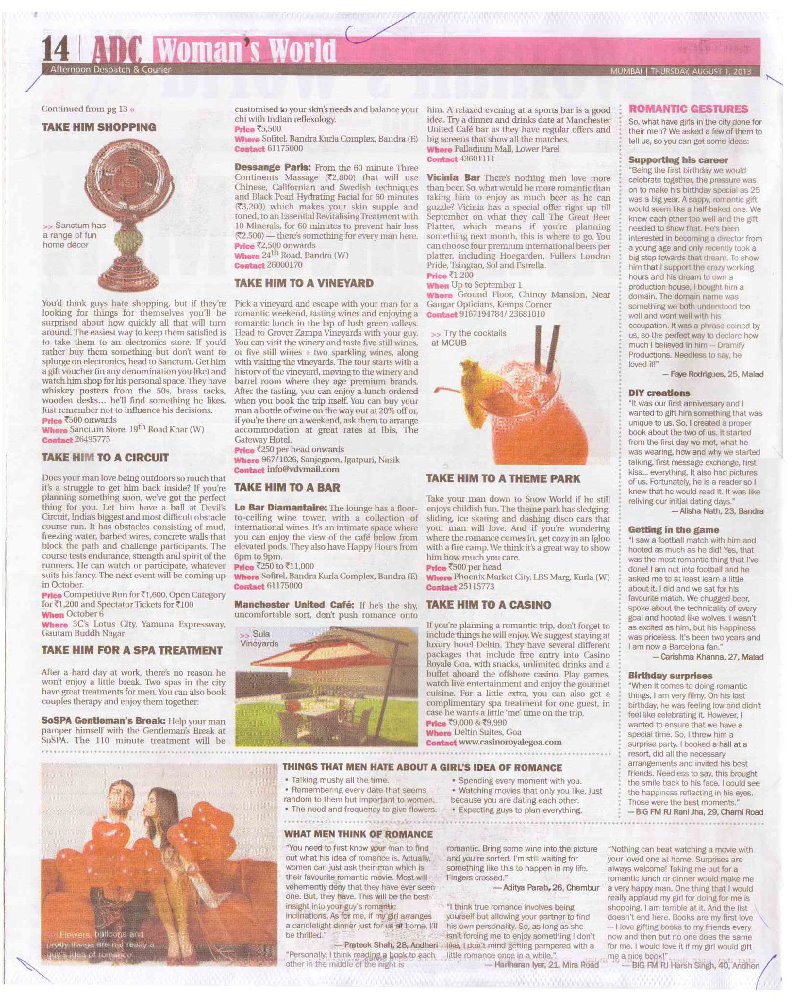 14 | ADC Woman's World
Afternoon Despatch & Courier
MUMBAI | THURSDAY, AUGUST 1, 2013
Continued from pg 13
TAKE HIM SHOPPING
>> Sanctum has
a range of fun
home décor
You'd think guys hate shopping, but if they're
looking for things for themselves you'll be
surprised about how quickly all that will turn
around. The easiest way to keep them satisfied is
to take them to an electronics store. If you'd
rather buy them something but don't want to
splurge on electronics, head to Sanctum. Get him
a gift voucher (in any denomination you like) and
watch him shop for his personal space. They have
whiskey posters from the 50s, brass racks,
wooden desks... he'll find something he likes.
Just remember not to influence his decisions.
Price ₹500 onwards
Where Sanctum Store 19th Road Khar (W)
Contact 26495775
TAKE HIM TO A CIRCUIT
Does your man love being outdoors so much that
it's a struggle to get him back inside? If you're
planning something soon, we've got the perfect
thing for you. Let him have a ball at Devil's
Circuit, India's biggest and most difficult obstacle
course run. It has obstacles consisting of mud,
freezing water, barbed wires, concrete walls that
block the path and challenge participants. The
course tests endurance, strength and spirit of the
runners. He can watch or participate, whatever
suits his fancy. The next event will be coming up
in October.
Price Competitive Run for ₹1,600, Open Category
for ₹1,200 and Spectator Tickets for ₹100
When October 6
Where 3C's Lotus City, Yamuna Expressway,
Gautam Buddh Nagar
TAKE HIM FOR A SPA TREATMENT
After a hard day at work, there's no reason he
won't enjoy a little break. Two spas in the city
have great treatments for men. You can also book
couples therapy and enjoy them together.
SoSPA Gentleman's Break: Help your man
pamper himself with the Gentleman's Break at
SoSPA. The 110 minute treatment will be
customised to your skin's needs and balance your
chi with Indian reflexology.
Price ₹5,500
Where Sofitel, Bandra Kurla Complex, Bandra (E)
Contact 61175000
Dessange Paris: From the 60 minute Three
Continents Massage (₹2,800) that will use
Chinese, Californian and Swedish techniques
and Black Pearl Hydrating Facial for 50 minutes
(₹3,200) which makes your skin supple and
toned, to an Essential Revitalising Treatment with
10 Minerals, for 60 minutes to prevent hair loss
(₹2,500) — there's something for every man here.
Price ₹2,500 onwards
Where 24th Road, Bandra (W)
Contact 26000170
TAKE HIM TO A VINEYARD
Pick a vineyard and escape with your man for a
romantic weekend, tasting wines and enjoying a
romantic lunch in the lap of lush green valleys.
Head to Grover Zampa Vineyards with your guy.
You can visit the winery and taste five still wines,
or five still wines + two sparkling wines, along
with visiting the vineyards. The tour starts with a
history of the vineyard, moving to the winery and
barrel room where they age premium brands.
After the tasting, you can enjoy a lunch ordered
when you book the trip itself. You can buy your
man a bottle of wine on the way out at 20% off or,
if you're there on a weekend, ask them to arrange
accommodation at great rates at Ibis, The
Gateway Hotel.
Price ₹250 per head onwards
Where 967/1026, Sanjegaon, Igatpuri, Nasik
Contact info@vdvmail.com
TAKE HIM TO A BAR
Le Bar Diamantaire: The lounge has a floor-
to-ceiling wine tower, with a collection of
international wines. It's an intimate space where
you can enjoy the view of the café below from
elevated pods. They also have Happy Hours from
6pm to 9pm.
Price ₹250 to ₹11,000
Where Sofitel, Bandra Kurla Complex, Bandra (E)
Contact 61175000
Manchester United Café: If he's the shy,
uncomfortable sort, don't push romance onto
>> Sula
Vineyards
him. A relaxed evening at a sports bar is a good
idea. Try a dinner and drinks date at Manchester
United Café bar as they have regular offers and
big screens that show all the matches.
Where Palladium Mall, Lower Parel
Contact 43601111
Vicinia Bar There's nothing men love more
than beer. So what would be more romantic than
taking him to enjoy as much beer as he can
guzzle? Vicinia has a special offer right up till
September on what they call The Great Beer
Platter, which means if you're planning
something next month, this is where to go. You
can choose four premium international beers per
platter, including Hoegarden, Fullers London
Pride, Tsingtao, Sol and Estrella.
Price ₹1,200
When Up to September 1
Where Ground Floor, Chinoy Mansion, Near
Gangar Opticians, Kemps Corner
Contact 9167194784/ 23681010
>> Try the cocktails
at MCUB
TAKE HIM TO A THEME PARK
Take your man down to Snow World if he still
enjoys childish fun. The theme park has sledging,
sliding, ice skating and dashing disco cars that
your man will love. And if you're wondering
where the romance comes in, get cozy in an Igloo
with a fire camp. We think it's a great way to show
him how much you care.
Price ₹500 per head
Where Phoenix Market City, LBS Marg, Kurla (W)
Contact 25115773
TAKE HIM TO A CASINO
If you're planning a romantic trip, don't forget to
include things he will enjoy. We suggest staying at
luxury hotel Deltin. They have several different
packages that include free entry into Casino
Royale Goa, with snacks, unlimited drinks and a
buffet aboard the offshore casino. Play games,
watch live entertainment and enjoy the gourmet
cuisine. For a little extra, you can also get a
complimentary spa treatment for one guest, in
case he wants a little 'me' time on the trip.
Price ₹9,000 & ₹9,990
Where Deltin Suites, Goa
Contact www.casinoroyalegoa.com
ROMANTIC GESTURES
So, what have girls in the city done for
their men? We asked a few of them to
tell us, so you can get some ideas:
Supporting his career
"Being the first birthday we would
celebrate together, the pressure was
on to make his birthday special as 25
was a big year. A sappy, romantic gift
would seem like a half-baked one. We
know each other too well and the gift
needed to show that. He's been
interested in becoming a director from
a young age and only recently took a
big step towards that dream. To show
him that I support the crazy working
hours and his dream to own a
production house, I bought him a
domain. The domain name was
something we both understood too
well and went well with his
occupation. It was a phrase coined by
us, so the perfect way to declare how
much I believed in him — Dramify
Productions. Needless to say, he
loved it!"
— Faye Rodrigues, 25, Malad
DIY creations
"It was our first anniversary and I
wanted to gift him something that was
unique to us. So, I created a proper
book about the two of us. It started
from the first day we met, what he
was wearing, how and why we started
talking, first message exchange, first
kiss... everything. It also had pictures
of us. Fortunately, he is a reader so I
knew that he would read it. It was like
reliving our initial dating days."
— Alisha Nath, 23, Bandra
Getting in the game
"I saw a football match with him and
hooted as much as he did! Yes, that
was the most romantic thing that I've
done! I am not into football and he
asked me to at least learn a little
about it. I did and we sat for his
favourite match. We chugged beer,
spoke about the technicality of every
goal and hooted like wolves. I wasn't
as excited as him, but his happiness
was priceless. It's been two years and
I am now a Barcelona fan."
— Carishma Khanna, 27, Malad
Birthday surprises
"When it comes to doing romantic
things, I am very filmy. On his last
birthday, he was feeling low and didn't
feel like celebrating it. However, I
wanted to ensure that we have a
special time. So, I threw him a
surprise party. I booked a hall at a
resort, did all the necessary
arrangements and invited his best
friends. Needless to say, this brought
the smile back to his face. I could see
the happiness reflecting in his eyes.
Those were the best moments."
— BIG FM RJ Rani Jha, 29, Charni Road
>> Flowers, balloons and
pretty things are not really a
guy's idea of romance
THINGS THAT MEN HATE ABOUT A GIRL'S IDEA OF ROMANCE
• Talking mushy all the time.
• Remembering every date that seems
random to them but important to women.
• The need and frequency to give flowers.
• Spending every moment with you.
• Watching movies that only you like, just
because you are dating each other.
• Expecting guys to plan everything.
WHAT MEN THINK OF ROMANCE
"You need to first know your man to find
out what his idea of romance is. Actually,
women can just ask their man which is
their favourite romantic movie. Most will
vehemently deny that they have ever seen
one. But, they have. This will be the best
insight into your guy's romantic
inclinations. As for me, if my girl arranges
a candlelight dinner just for us at home, I'll
be thrilled."
— Prateek Shah, 26, Andheri
"Personally, I think reading a book to each
other in the middle of the night is
romantic. Bring some wine into the picture
and you're sorted. I'm still waiting for
something like this to happen in my life.
Fingers crossed."
— Aditya Parab, 26, Chembur
"I think true romance involves being
yourself but allowing your partner to find
his own personality. So, as long as she
isn't forcing me to enjoy something I don't
like, I don't mind getting pampered with a
little romance once in a while."
— Hariharan Iyer, 21, Mira Road
"Nothing can beat watching a movie with
your loved one at home. Surprises are
always welcome! Taking me out for a
romantic lunch or dinner would make me
a very happy man. One thing that I would
really applaud my girl for doing for me is
shopping. I am terrible at it. And the list
doesn't end here. Books are my first love
— I love gifting books to my friends every
now and then but no one does the same
for me. I would love it if my girl would gift
me a nice book!"
— BIG FM RJ Harsh Singh, 40, Andheri